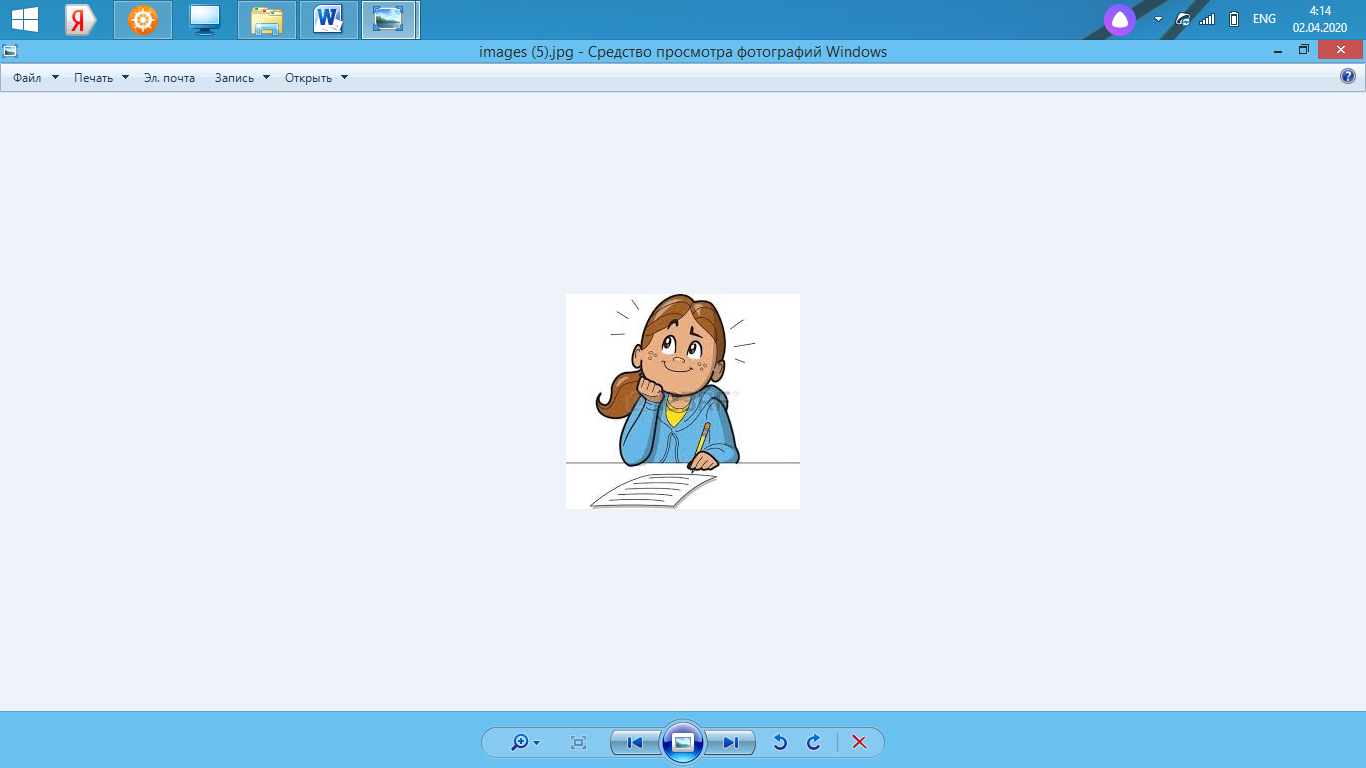 Я
W
ENG
4:14
02.04.2020
images (5).jpg - Средство просмотра фотографий Windows
Файл Печать Эл. почта Запись Открыть
?